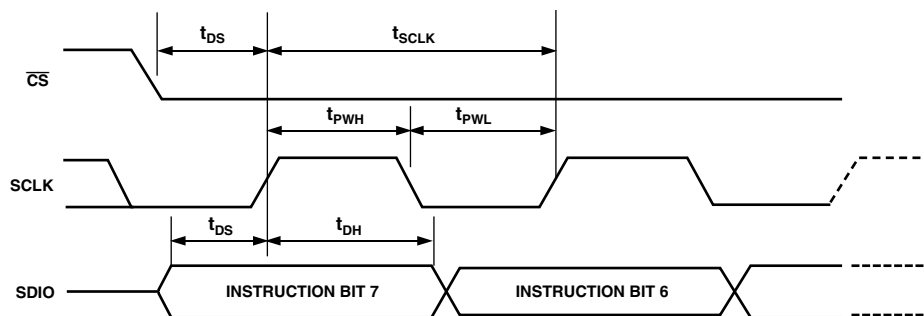 tDS
tSCLK
CS
tPWH
tPWL
SCLK
tDS
tDH
SDIO
INSTRUCTION BIT 7
INSTRUCTION BIT 6